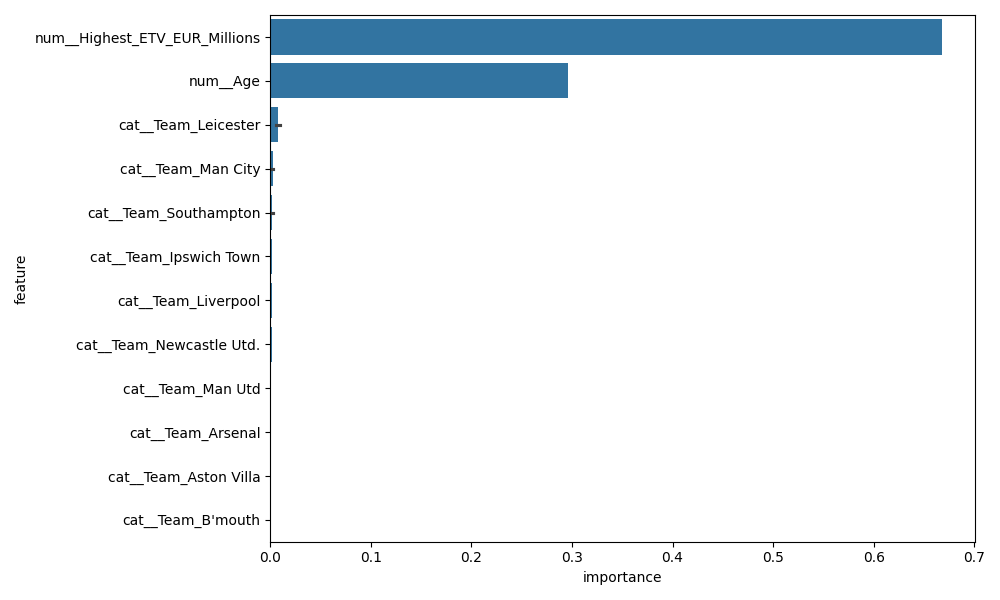 num__Highest_ETV_EUR_Millions
num__Age
cat__Team_Leicester
cat__Team_Man City
cat__Team_Southampton
cat__Team_Ipswich Town
cat__Team_Liverpool
cat__Team_Newcastle Utd.
cat__Team_Man Utd
cat__Team_Arsenal
cat__Team_Aston Villa
cat__Team_B'mouth
feature
0.0 0.1 0.2 0.3 0.4 0.5 0.6 0.7
importance